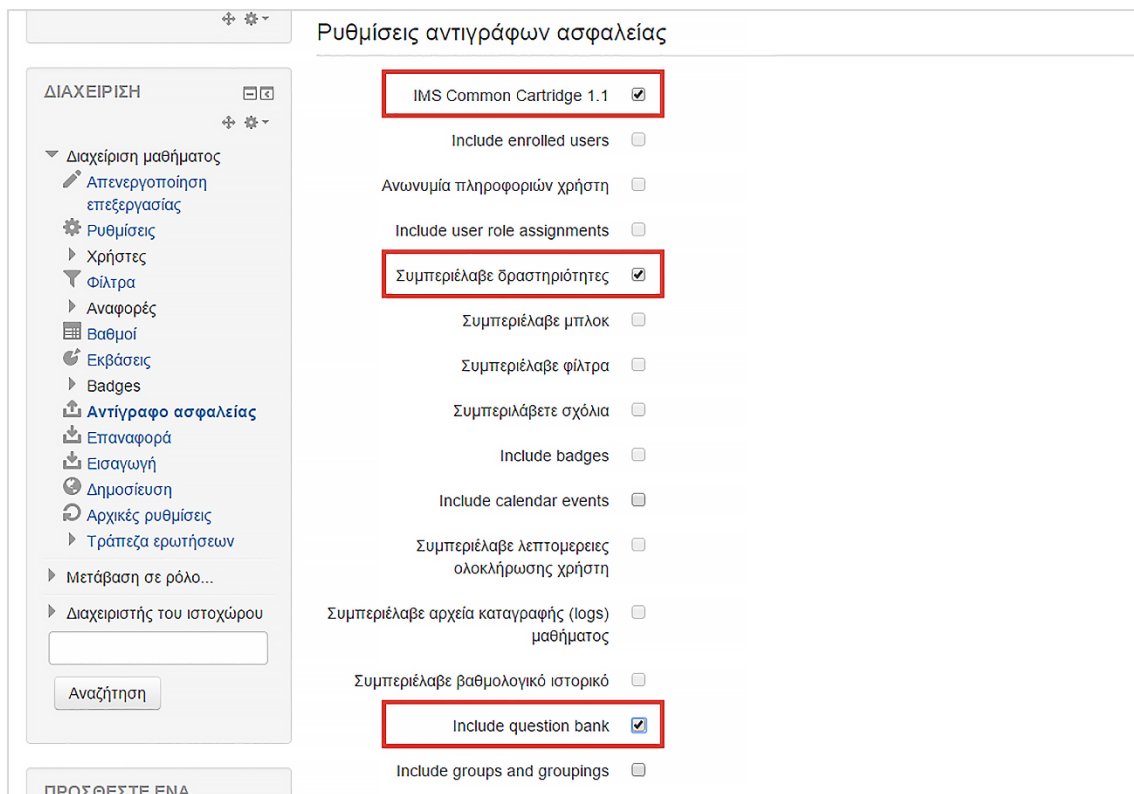 Ρυθμίσεις αντιγράφων ασφαλείας
ΔΙΑΧΕΙΡΙΣΗ
Διαχείριση μαθήματος
Απενεργοποίηση
επεξεργασίας
Ρυθμίσεις
Χρήστες
Φίλτρα
Αναφορές
Βαθμοί
Εκβάσεις
Badges
Αντίγραφο ασφαλείας
Επαναφορά
Εισαγωγή
Δημοσίευση
Αρχικές ρυθμίσεις
Τράπεζα ερωτήσεων
Μετάβαση σε ρόλο...
Διαχειριστής του ιστοχώρου
Αναζήτηση
ΠΡΟΣΘΕΣΤΕ ΕΝΑ
IMS Common Cartridge 1.1
Include enrolled users
Ανωνυμία πληροφοριών χρήστη
Include user role assignments
Συμπεριέλαβε δραστηριότητες
Συμπεριέλαβε μπλοκ
Συμπεριέλαβε φίλτρα
Συμπεριλάβετε σχόλια
Include badges
Include calendar events
Συμπεριέλαβε λεπτομερειες
ολοκλήρωσης χρήστη
Συμπεριέλαβε αρχεία καταγραφής (logs)
μαθήματος
Συμπεριέλαβε βαθμολογικό ιστορικό
Include question bank
Include groups and groupings